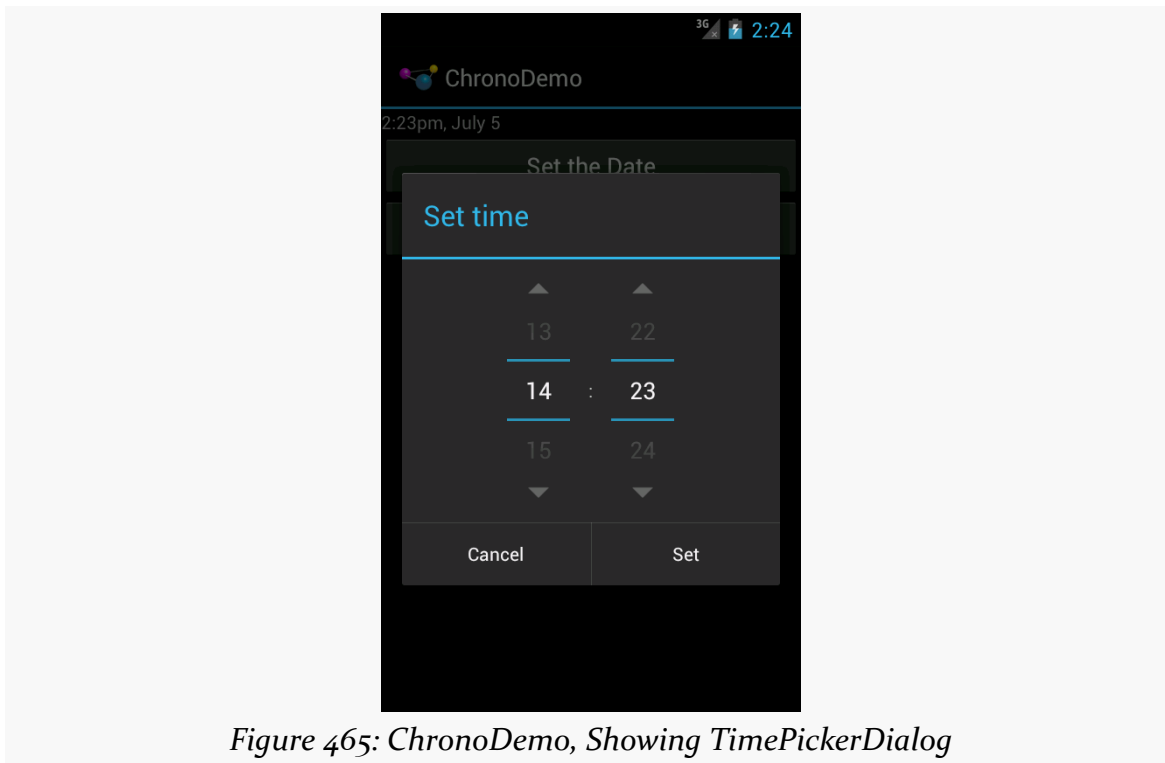 3G 2:24
ChronoDemo
2:23pm, July 5
Set the Date
Set time
13 22
14 : 23
15 24
Cancel Set
Figure 465: ChronoDemo, Showing TimePickerDialog